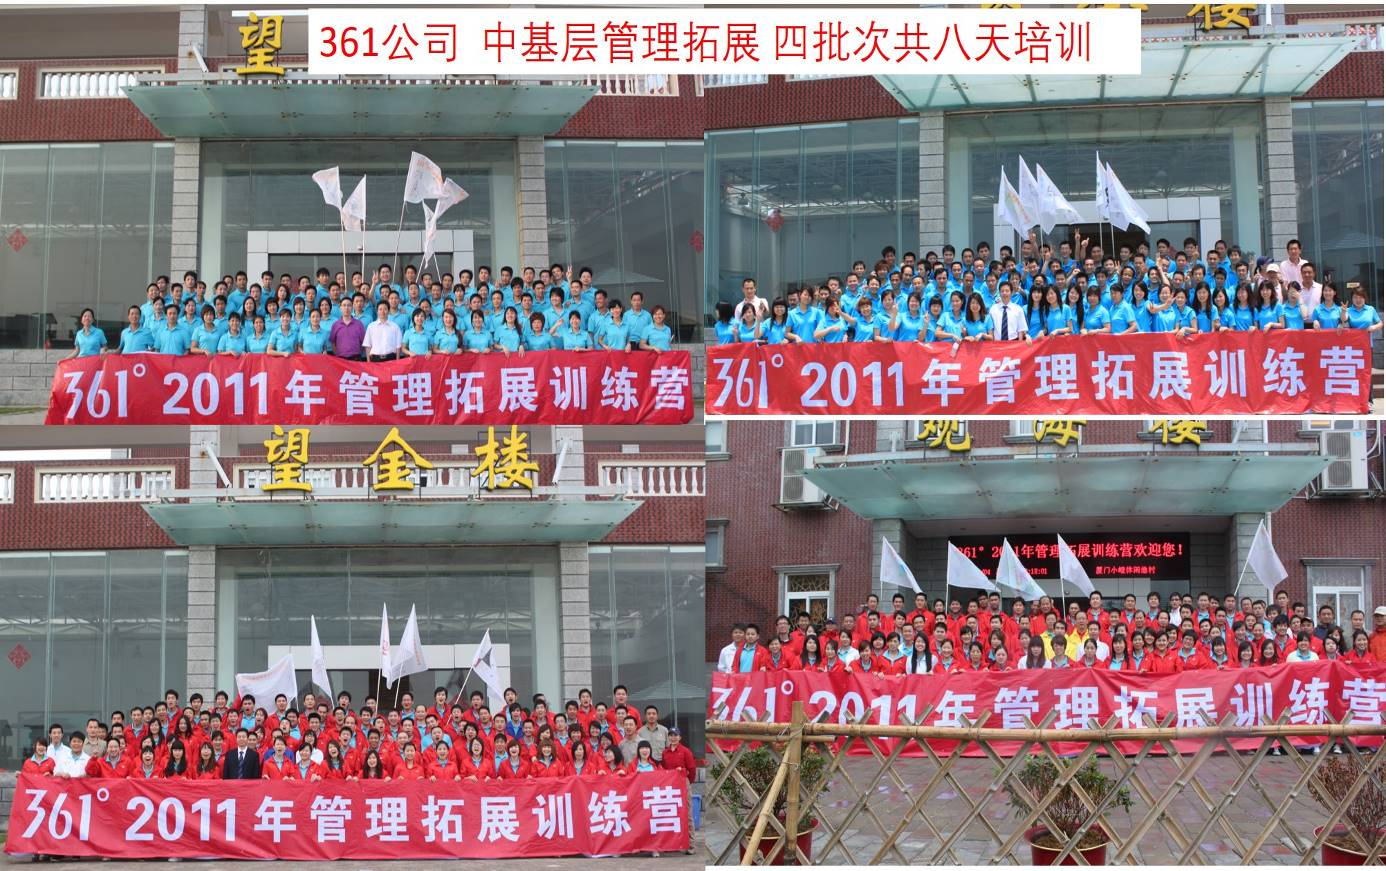 361公司 中基层管理拓展 四批次共八天培训
望
361° 2011年管理拓展训练营
361° 2011年管理拓展训练营
望金楼
361° 2011年管理拓展训练营
观海楼
361° 2011年管理拓展训练营欢迎您！
厦门小嶝休闲渔村
361° 2011年管理拓展训练营